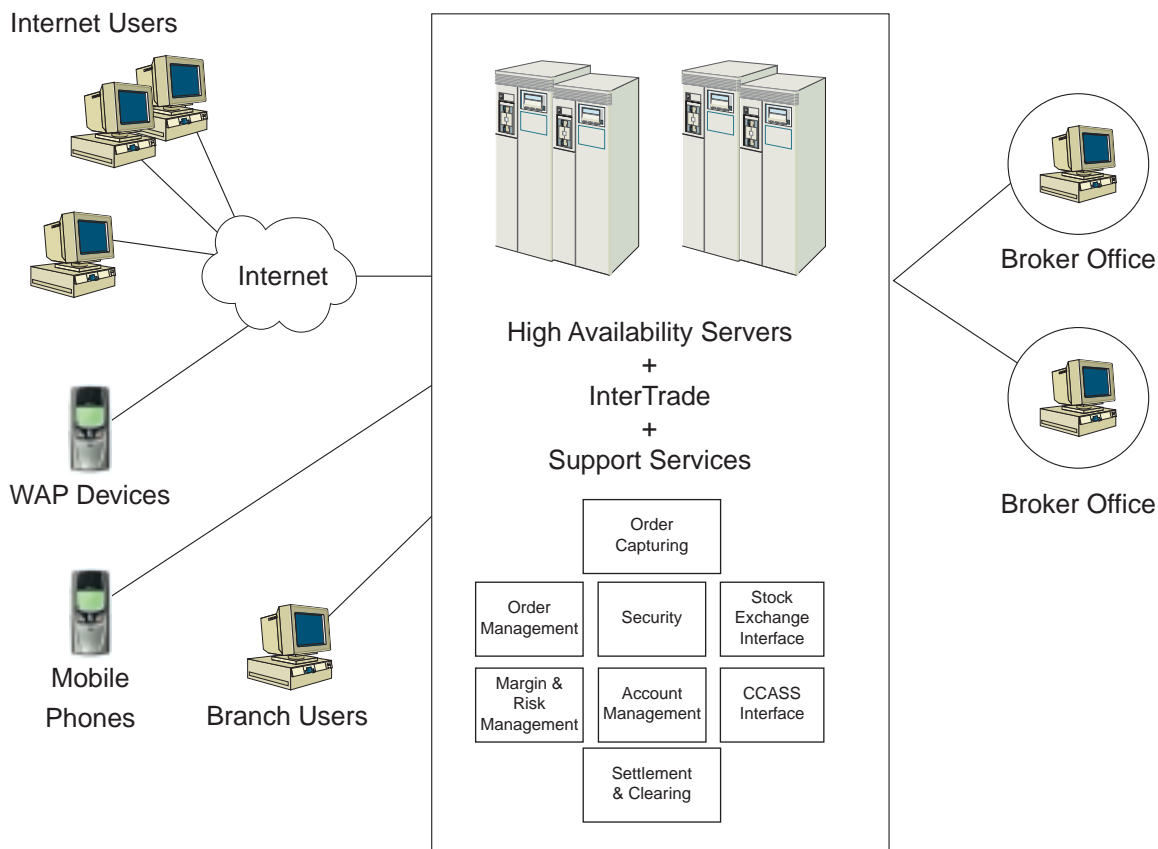 Internet Users
Internet
WAP Devices
Mobile
Phones
Branch Users
High Availability Servers
+
InterTrade
+
Support Services
Order
Capturing
Order
Management
Security
Stock
Exchange
Interface
Margin &
Risk
Management
Account
Management
CCASS
Interface
Settlement
& Clearing
Broker Office
Broker Office